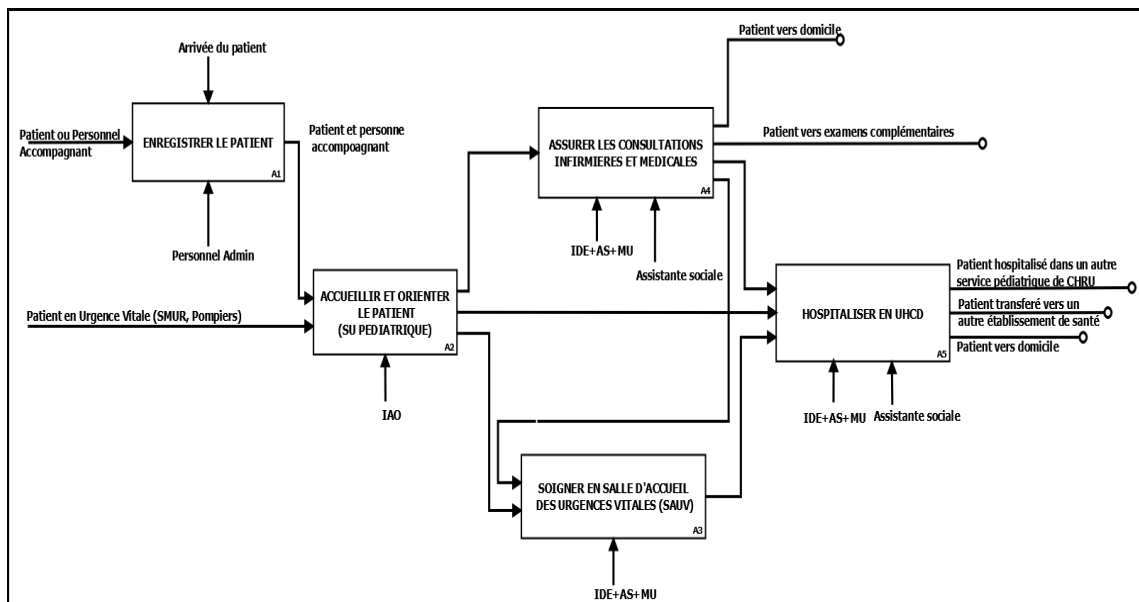 Arrivée du patient
Patient ou Personnel
Accompagnant
ENREGISTRER LE PATIENT
A1
Patient et personne
accompoagnant
Personnel Admin
Patient en Urgence Vitale (SMUR, Pompiers)
ACCUEILLIR ET ORIENTER
LE PATIENT
(SU PEDIATRIQUE)
A2
IAO
Patient vers domicile
ASSURER LES CONSULTATIONS
INFIRMIERES ET MEDICALES
A4
Patient vers examens complémentaires
IDE+AS+MU
Assistante sociale
HOSPITALISER EN UHCD
A5
Patient hospitalisé dans un autre
service pédiatrique de CHRU
Patient transferé vers un
autre établissement de santé
Patient vers domicile
IDE+AS+MU
Assistante sociale
SOIGNER EN SALLE D'ACCUEIL
DES URGENCES VITALES (SAUV)
A3
IDE+AS+MU